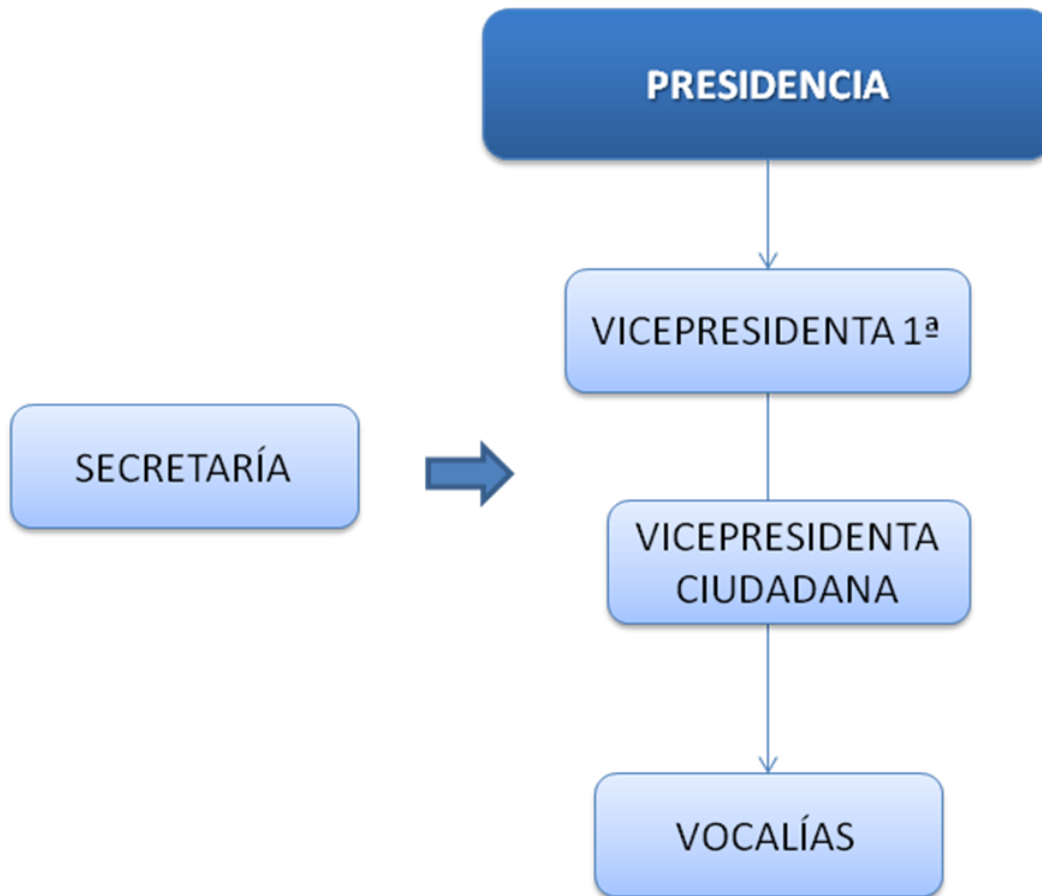 PRESIDENCIA
VICEPRESIDENTA 1ª
SECRETARÍA
VICEPRESIDENTA
CIUDADANA
VOCALÍAS